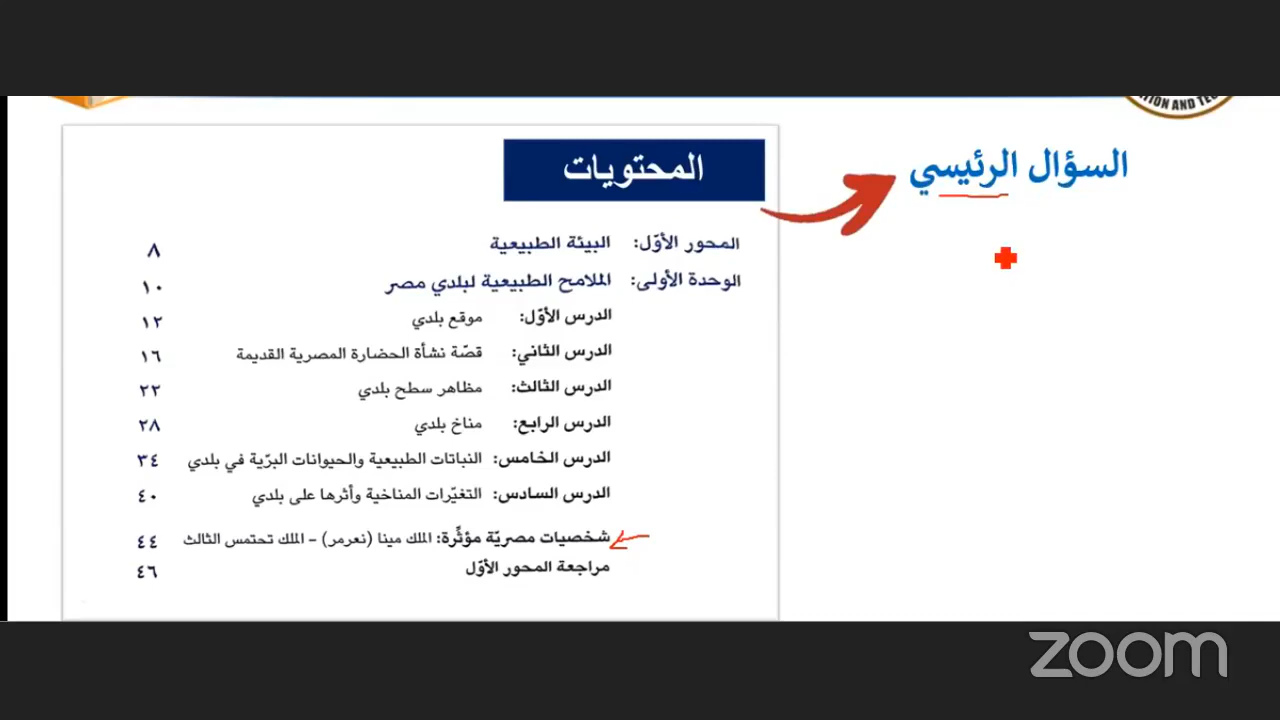 ION AND TE
السؤال الرئيسي
المحتويات
المحور الأوّل: البيئة الطبيعية ٨
الوحدة الأولى: الملامح الطبيعية لبلدي مصر ١٠
الدرس الأوّل: موقع بلدي ١٢
الدرس الثاني: قصّة نشأة الحضارة المصرية القديمة ١٦
الدرس الثالث: مظاهر سطح بلدي ٢٢
الدرس الرابع: مناخ بلدي ٢٨
الدرس الخامس: النباتات الطبيعية والحيوانات البرّية في بلدي ٣٤
الدرس السادس: التغيّرات المناخية وأثرها على بلدي ٤٠
شخصيات مصريّة مؤثّرة: الملك مينا (نعرمر) – الملك تحتمس الثالث ٤٤
مراجعة المحور الأوّل ٤٦
zoom